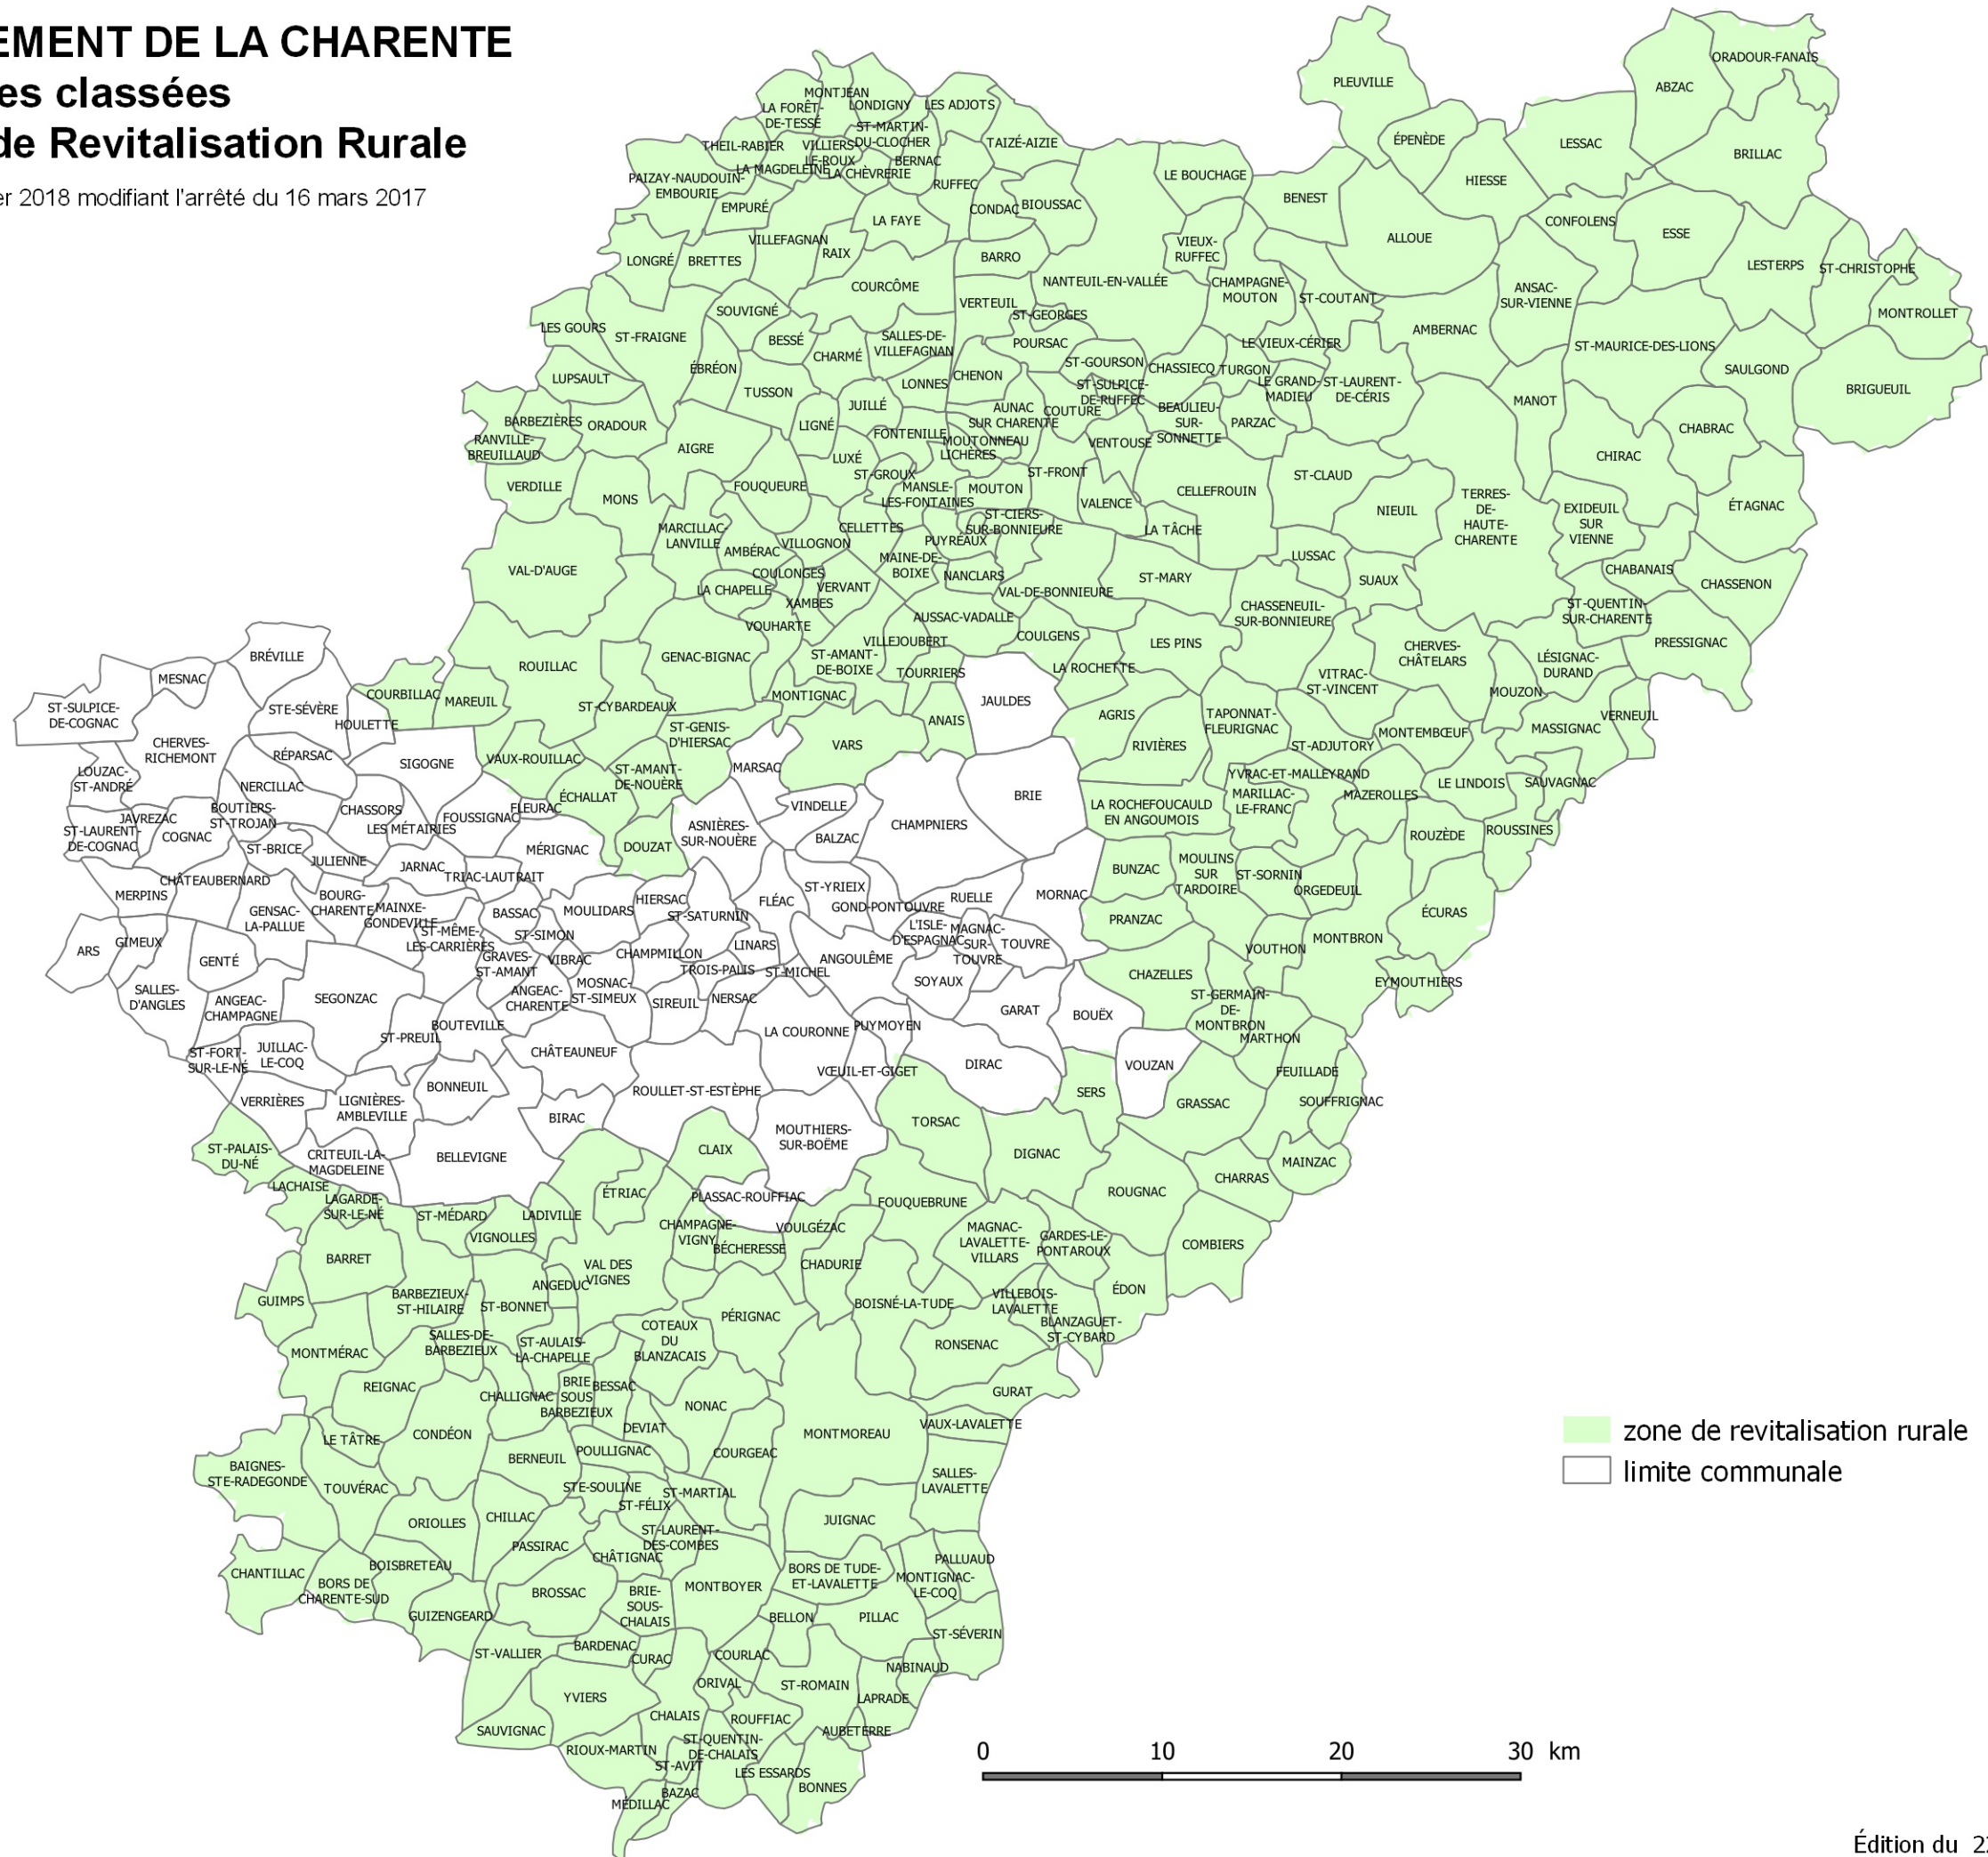 EMENT DE LA CHARENTE
es classées
de Revitalisation Rurale
er 2018 modifiant l'arrêté du 16 mars 2017
PLEUVILLE
ABZAC
ORADOUR-FANAIS
ÉPENÈDE
LESSAC
BRILLAC
HIESSE
MONTJEAN
LA FORÊT-
DE-TESSÉ
LONDIGNY
LES ADJOTS
ST-MARTIN-
DU-CLOCHER
TAIZÉ-AIZIE
THEIL-RABIER
VILLIERS-
LE-ROUX
LA MAGDELEINE
LA CHÈVRERIE
BERNAC
RUFFEC
PAIZAY-NAUDOUIN-
EMBOURIE
EMPURÉ
LA FAYE
CONDAC
BIOUSSAC
LE BOUCHAGE
BENEST
ALLOUE
CONFOLENS
ESSE
LESTERPS
ST-CHRISTOPHE
MONTROLLET
VILLEFAGNAN
RAIX
LONGRÉ
BRETTES
BARRO
VIEUX-
RUFFEC
COURCÔME
NANTEUIL-EN-VALLÉE
CHAMPAGNE-
MOUTON
ST-COUTANT
ANSAC-
SUR-VIENNE
VERTEUIL
ST-GEORGES
SOUVIGNÉ
LES GOURS
ST-FRAIGNE
BESSÉ
CHARMÉ
SALLES-DE-
VILLEFAGNAN
POURSAC
LE VIEUX-CÉRIER
AMBERNAC
ST-MAURICE-DES-LIONS
SAULGOND
BRIGUEUIL
ÉBRÉON
LUPSAULT
TUSSON
LONNES
CHENON
ST-GOURSON
CHASSIECQ
TURGON
ST-SULPICE-
DE-RUFFEC
LE GRAND-
MADIEU
ST-LAURENT-
DE-CÉRIS
MANOT
JUILLÉ
AUNAC
SUR CHARENTE
COUTURE
BEAULIEU-
SUR-
SONNETTE
PARZAC
BARBEZIÈRES
ORADOUR
LIGNÉ
RANVILLE-
BREUILLAUD
AIGRE
FONTENILLE
MOUTONNEAU
LICHÈRES
VENTOUSE
CHABRAC
CHIRAC
LUXÉ
ST-GROUX
ST-FRONT
ST-CLAUD
VERDILLE
MONS
FOUQUEURE
MANSLE-
LES-FONTAINES
MOUTON
VALENCE
CELLEFROUIN
NIEUIL
TERRES-
DE-
HAUTE-
CHARENTE
EXIDEUIL
SUR
VIENNE
ÉTAGNAC
MARCILLAC-
LANVILLE
AMBÉRAC
VILLOGNON
CELLETTES
ST-CIERS-
SUR-BONNIEURE
PUYRÉAUX
LA TÂCHE
LUSSAC
SUAUX
VAL-D'AUGE
COULONGES
MAINE-DE-
BOIXE
NANCLARS
ST-MARY
CHABANAIS
CHASSENON
LA CHAPELLE
VERVANT
XAMBES
VAL-DE-BONNIEURE
CHASSENEUIL-
SUR-BONNIEURE
ST-QUENTIN-
SUR-CHARENTE
VOUHARTE
AUSSAC-VADALLE
COULGENS
LES PINS
PRESSIGNAC
VILLEJOUBERT
ST-AMANT-
DE-BOIXE
ROUILLAC
GENAC-BIGNAC
TOURRIERS
LA ROCHETTE
CHERVES-
CHÂTELARS
LÉSIGNAC-
DURAND
VITRAC-
ST-VINCENT
MOUZON
BRÉVILLE
MESNAC
COURBILLAC
MAREUIL
ST-CYBARDEAUX
MONTIGNAC
JAULDES
ST-SULPICE-
DE-COGNAC
STE-SÉVÈRE
HOULETTE
ST-GENIS-
D'HIERSAC
ANAIS
AGRIS
TAPONNAT-
FLEURIGNAC
MONTEMBŒUF
MASSIGNAC
VERNEUIL
CHERVES-
RICHEMONT
RÉPARSAC
SIGOGNE
VAUX-ROUILLAC
VARS
RIVIÈRES
ST-ADJUTORY
LOUZAC-
ST-ANDRÉ
NERCILLAC
ST-AMANT-
DE-NOUÈRE
MARSAC
YVRAC-ET-MALLEYRAND
LE LINDOIS
SAUVAGNAC
ÉCHALLAT
BRIE
MARILLAC-
LE-FRANC
MAZEROLLES
BOUTIERS-
ST-TROJAN
CHASSORS
FOUSSIGNAC
FLEURAC
VINDELLE
LA ROCHEFOUCAULD
EN ANGOUMOIS
JAVREZAC
COGNAC
ST-LAURENT-
DE-COGNAC
LES MÉTAIRIES
ASNIÈRES-
SUR-NOUÈRE
BALZAC
CHAMPNIERS
ROUZÈDE
ROUSSINES
ST-BRICE
JULIENNE
JARNAC
MÉRIGNAC
DOUZAT
BUNZAC
MOULINS
SUR
TARDOIRE
ST-SORNIN
ORGEDEUIL
CHÂTEAUBERNARD
TRIAC-LAUTRAIT
MERPINS
BOURG-
CHARENTE
MAINXE-
GONDEVILLE
GENSAC-
LA-PALLUE
BASSAC
MOULIDARS
HIERSAC
ST-SATURNIN
FLÉAC
ST-YRIEIX
GOND-PONTOUVRE
RUELLE
MORNAC
PRANZAC
ÉCURAS
ST-MÊME-
LES-CARRIÈRES
ST-SIMON
L'ISLE-
D'ESPAGNAC
MAGNAC-
SUR-
TOUVRE
TOUVRE
VOUTHON
MONTBRON
ARS
GIMEUX
GENTÉ
GRAVES-
ST-AMANT
VIBRAC
CHAMPMILLON
LINARS
TROIS-PALIS
ST-MICHEL
ANGOULÊME
CHAZELLES
EYMOUTHIERS
SALLES-
D'ANGLES
ANGEAC-
CHAMPAGNE
SEGONZAC
ANGEAC-
CHARENTE
MOSNAC-
ST-SIMEUX
SIREUIL
NERSAC
SOYAUX
GARAT
BOUËX
ST-GERMAIN-
DE-
MONTBRON
MARTHON
BOUTEVILLE
ST-PREUIL
LA COURONNE
PUYMOYEN
ST-FORT-
SUR-LE-NÉ
JUILLAC-
LE-COQ
CHÂTEAUNEUF
VŒUIL-ET-GIGET
DIRAC
VOUZAN
FEUILLADE
BONNEUIL
ROULLET-ST-ESTÈPHE
SERS
GRASSAC
SOUFFRIGNAC
VERRIÈRES
LIGNIÈRES-
AMBLEVILLE
BIRAC
MOUTHIERS-
SUR-BOËME
TORSAC
ST-PALAIS-
DU-NÉ
CRITEUIL-LA-
MAGDELEINE
BELLEVIGNE
CLAIX
DIGNAC
MAINZAC
CHARRAS
LACHAISE
LAGARDE-
SUR-LE-NÉ
ÉTRIAC
PLASSAC-ROUFFIAC
FOUQUEBRUNE
ROUGNAC
ST-MÉDARD
LADIVILLE
VIGNOLLES
CHAMPAGNE-
VIGNY
VOULGÉZAC
BÉCHERESSE
MAGNAC-
LAVALETTE-
VILLARS
GARDES-LE-
PONTAROUX
COMBIERS
BARRET
VAL DES
VIGNES
CHADURIE
ANGEDUC
ÉDON
GUIMPS
BARBEZIEUX-
ST-HILAIRE
ST-BONNET
PÉRIGNAC
BOISNÉ-LA-TUDE
VILLEBOIS-
LAVALETTE
BLANZAGUET-
ST-CYBARD
MONTMÉRAC
SALLES-DE-
BARBEZIEUX
ST-AULAIS-
LA-CHAPELLE
COTEAUX
DU
BLANZACAIS
RONSENAC
REIGNAC
CHALLIGNAC
BRIE
SOUS
BARBEZIEUX
BESSAC
NONAC
GURAT
LE TÂTRE
CONDÉON
DEVIAT
MONTMOREAU
VAUX-LAVALETTE
zone de revitalisation rurale
BERNEUIL
POULLIGNAC
COURGEAC
limite communale
BAIGNES-
STE-RADEGONDE
TOUVÉRAC
STE-SOULINE
ST-FÉLIX
ST-MARTIAL
SALLES-
LAVALETTE
ORIOLLES
CHILLAC
JUIGNAC
PASSIRAC
ST-LAURENT-
DES-COMBES
CHÂTIGNAC
CHANTILLAC
BOISBRETEAU
BORS DE
CHARENTE-SUD
BROSSAC
BRIE-
SOUS-
CHALAIS
MONTBOYER
BORS DE TUDE-
ET-LAVALETTE
PALLUAUD
MONTIGNAC-
LE-COQ
GUIZENGEARD
BELLON
PILLAC
ST-SÉVERIN
ST-VALLIER
BARDENAC
CURAC
COURLAC
NABINAUD
YVIERS
ORIVAL
ST-ROMAIN
LAPRADE
SAUVIGNAC
CHALAIS
ROUFFIAC
AUBETERRE
RIOUX-MARTIN
ST-QUENTIN-
DE-CHALAIS
ST-AVIT
LES ESSARDS
BONNES
BAZAC
MÉDILLAC
0 10 20 30 km
Édition du 2